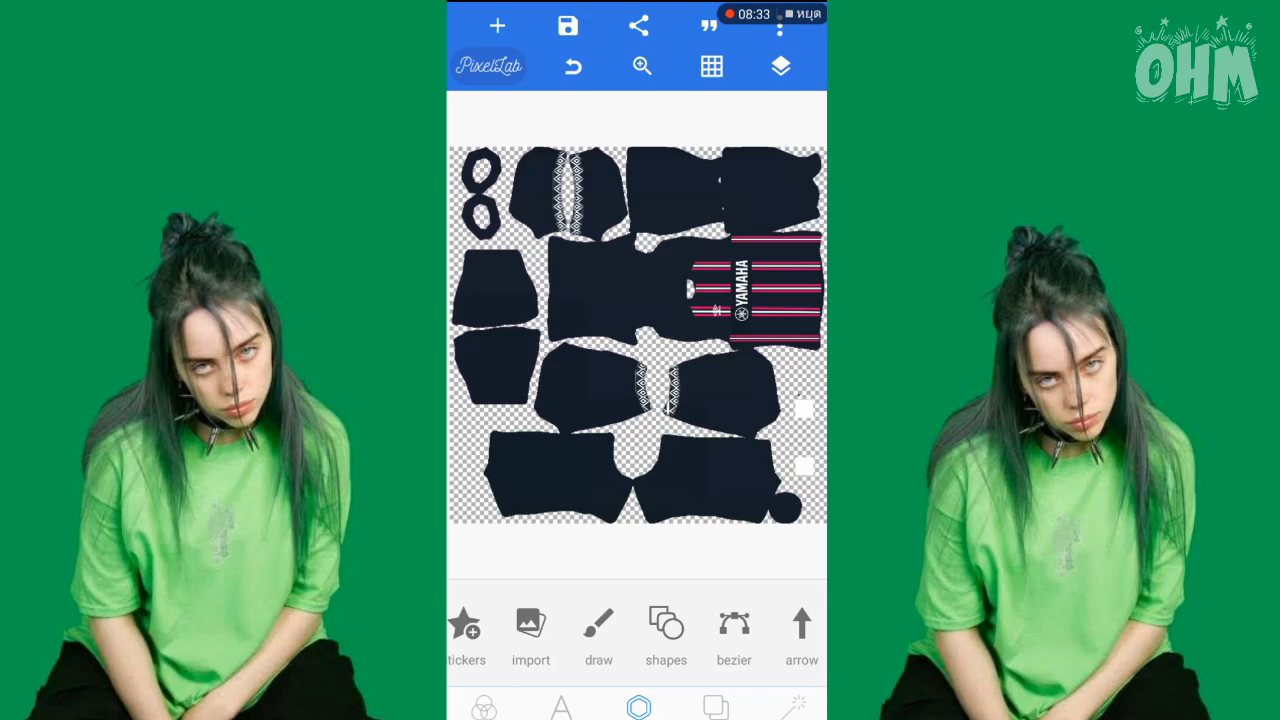 08:33 หยุด
PixelLab
YAMAHA
tickers import draw shapes bezier arrow
OHM